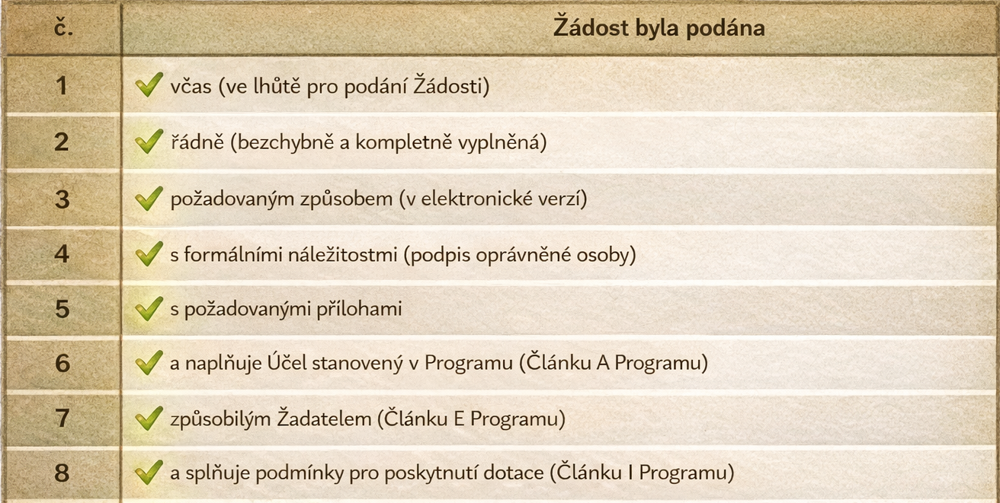 č. Žádost byla podána
1 ✔ včas (ve lhůtě pro podání Žádosti)
2 ✔ řádně (bezchybně a kompletně vyplněná)
3 ✔ požadovaným způsobem (v elektronické verzí)
4 ✔ s formálními náležitostmi (podpis oprávněné osoby)
5 ✔ s požadovanými přílohami
6 ✔ a naplňuje Účel stanovený v Programu (Článku A Programu)
7 ✔ způsobilým Žadatelem (Článku E Programu)
8 ✔ a splňuje podmínky pro poskytnutí dotace (Článku I Programu)